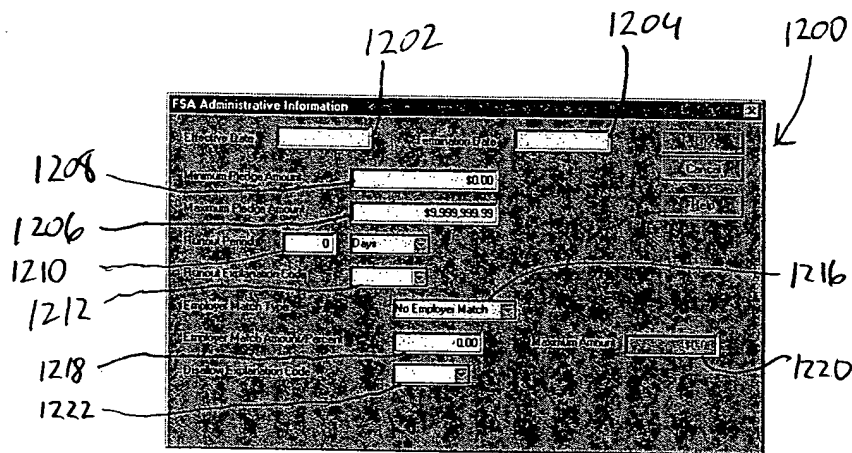 1202 1204 1200
FSA Administrative Information
Effective Date Termination Date
Cancel
1208 Minimum Pledge Amount $0.00
Help
1206 Maximum Pledge Amount $9,999,999.99
1210 Runout Period 0 Days
1212 Runout Explanation Code 1216
Employer Match Type No Employer Match
1218 Employer Match Amount/Percent 0.00 Maximum Amount 1220
1222 Disallow Explanation Code